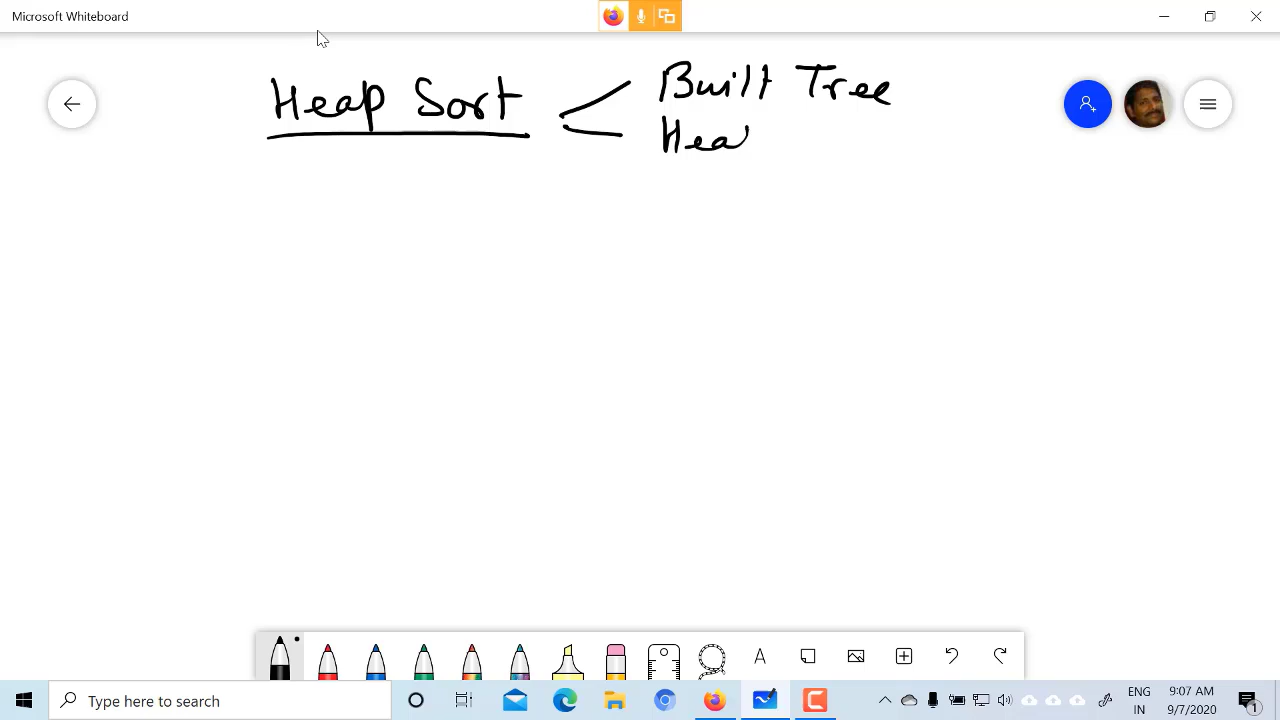 Microsoft Whiteboard
Heap Sort < Built Tree
Hea
A
Type here to search
ENG
IN
9:07 AM
9/7/2020
1